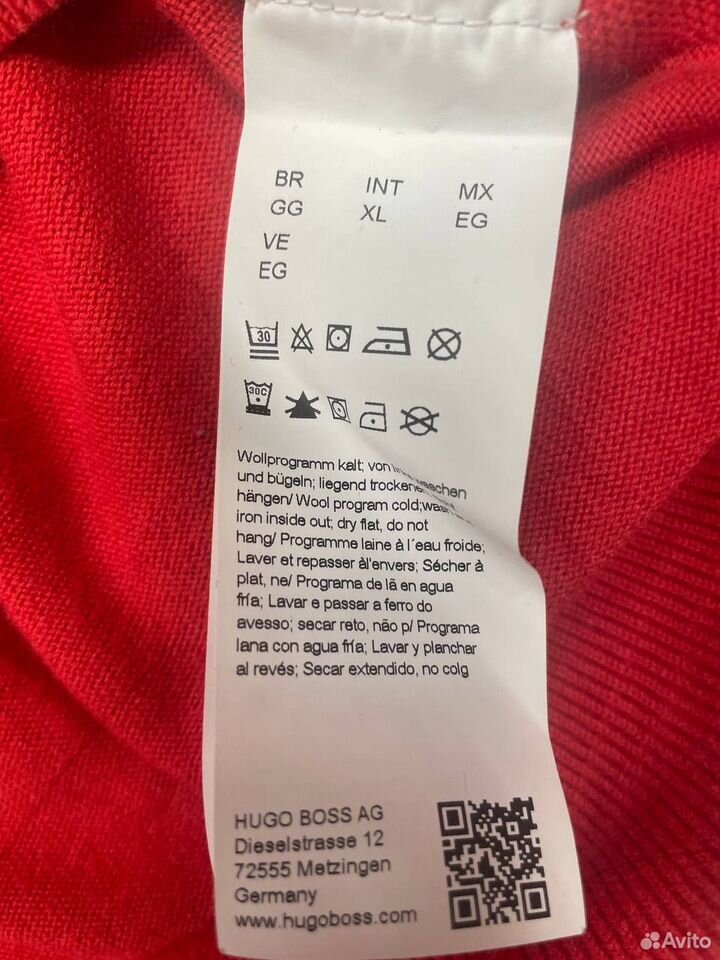 BR INT MX
GG XL EG
VE
EG
30
30C
Wollprogramm kalt; von
und bügeln; liegend
hängen/ Wool program cold;
iron inside out; dry flat, do not
hang/ Programme laine à l´eau froide;
Laver et repasser àl'envers; Sécher à
plat, ne/ Programa de lã en agua
fría; Lavar e passar a ferro do
avesso; secar reto, não p/ Programa
lana con agua fría; Lavar y planchar
al revés; Secar extendido, no colg
HUGO BOSS AG
Dieselstrasse 12
72555 Metzingen
Germany
www.hugoboss.com
Avito